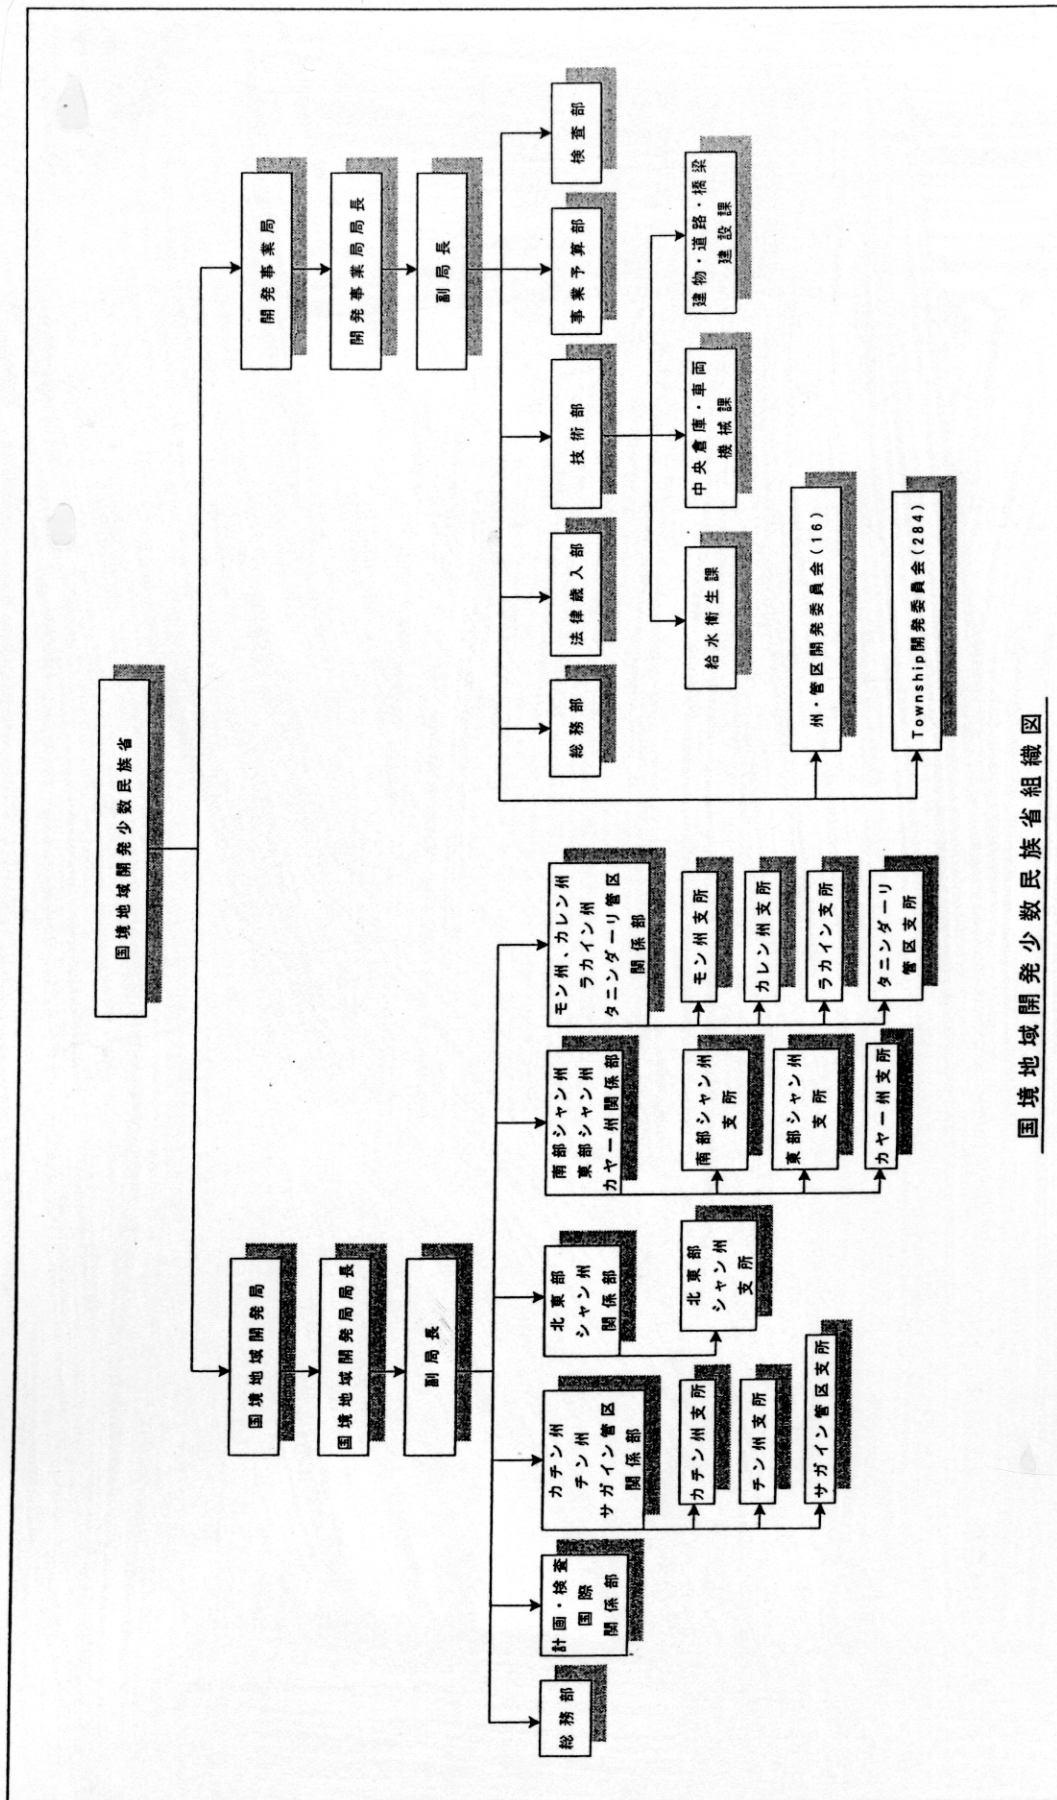 国境地域開発少数民族省
国境地域開発局
国境地域開発局局長
副局長
総務部
計画・検査
国際
関係部
カチン州
チン州
サガイン管区
関係部
カチン州支所
チン州支所
サガイン管区支所
北東部
シャン州
関係部
北東部
シャン州
支所
南部シャン州
東部シャン州
カヤー州関係部
南部シャン州
支所
東部シャン州
支所
カヤー州支所
モン州、カレン州
ラカイン州
タニンダーリ管区
関係部
モン州支所
カレン州支所
ラカイン支所
タニンダーリ
管区支所
開発事業局
開発事業局局長
副局長
総務部
法律歳入部
技術部
事業予算部
検査部
給水衛生課
中央倉庫・車両
機械課
建物・道路・橋梁
建設課
州・管区開発委員会(16)
Township開発委員会(284)
国境地域開発少数民族省組織図